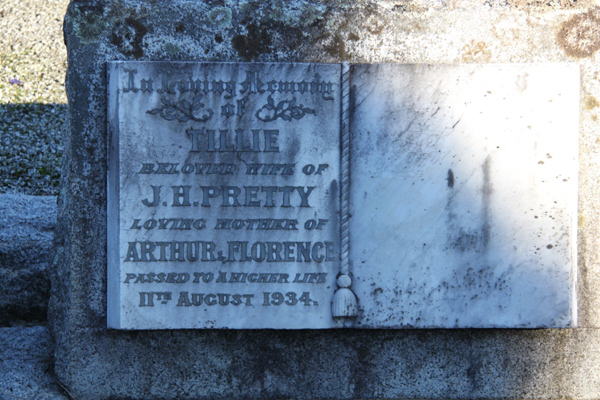 In Loving Memory
of
TILLIE
BELOVED WIFE OF
J.H. PRETTY
LOVING MOTHER OF
ARTHUR & FLORENCE
PASSED TO A HIGHER LIFE
11TH AUGUST 1934.